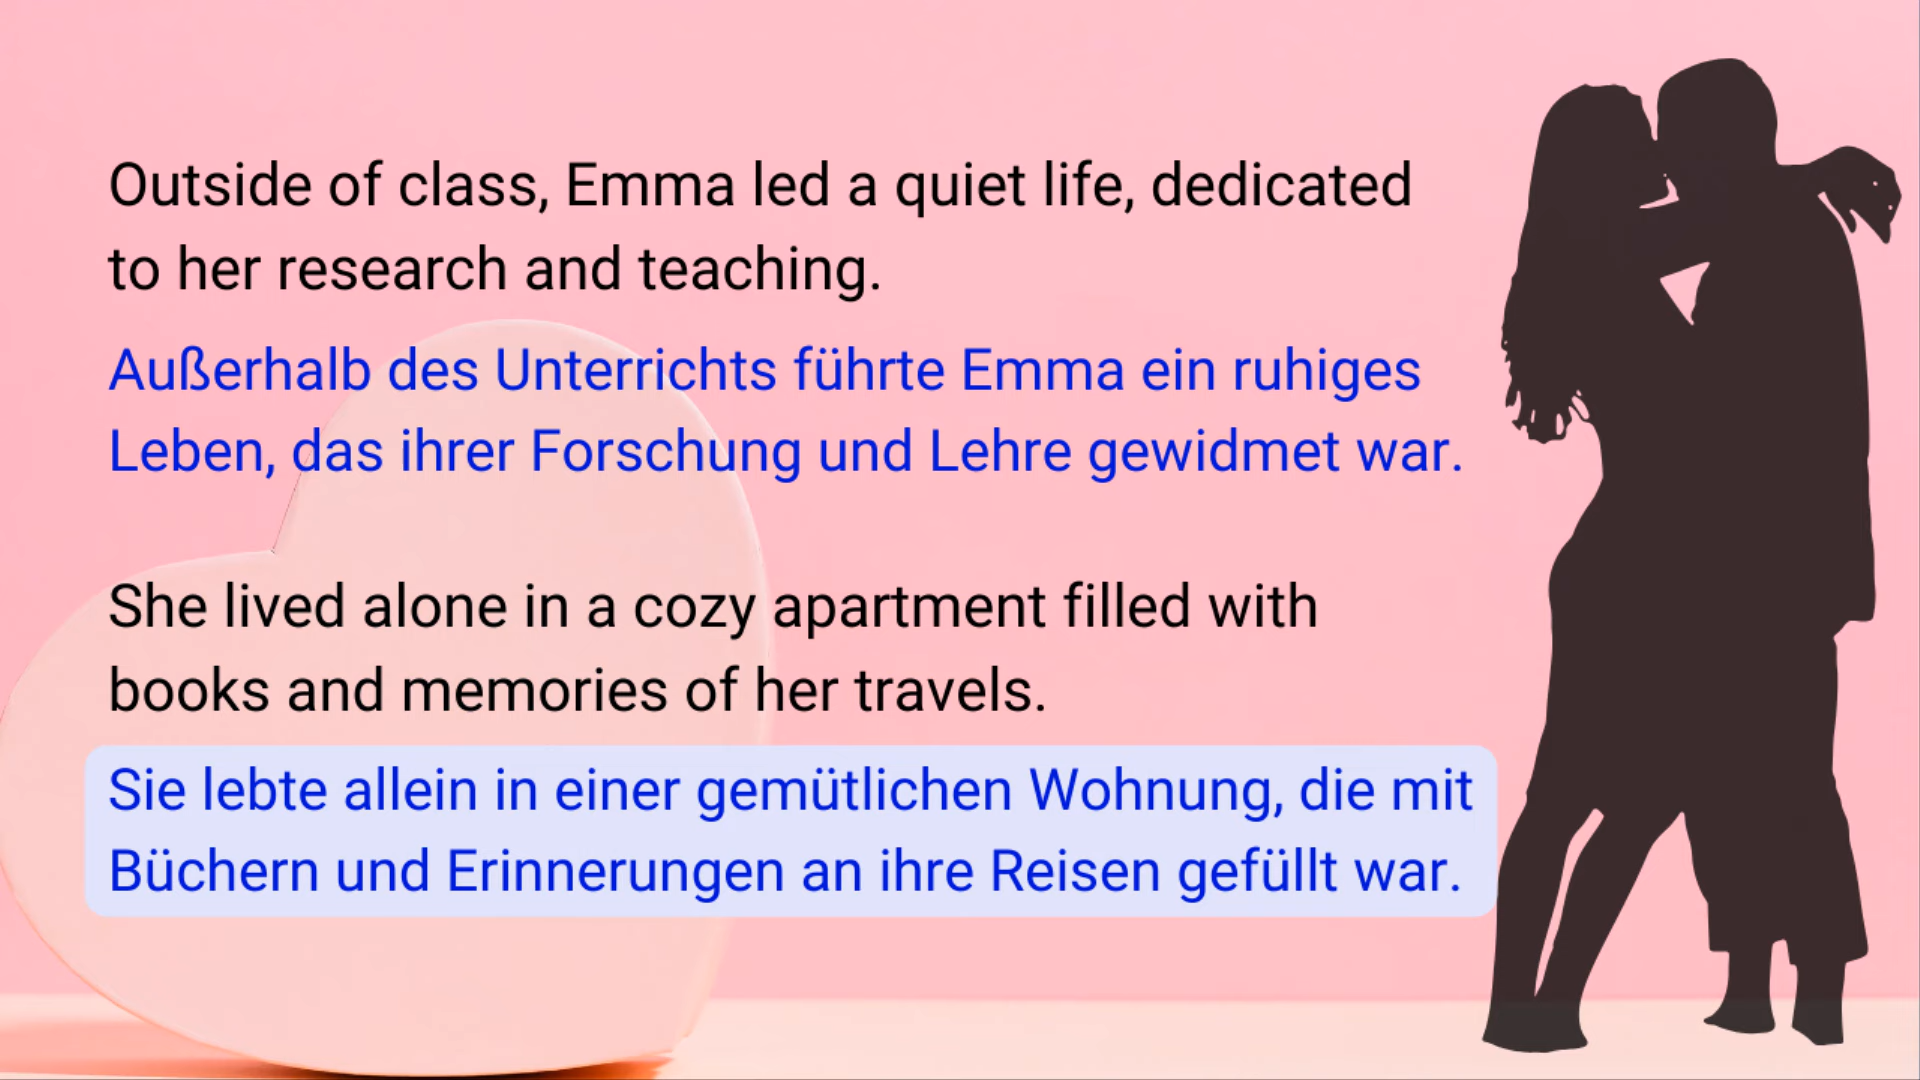 Outside of class, Emma led a quiet life, dedicated
to her research and teaching.
Außerhalb des Unterrichts führte Emma ein ruhiges
Leben, das ihrer Forschung und Lehre gewidmet war.
She lived alone in a cozy apartment filled with
books and memories of her travels.
Sie lebte allein in einer gemütlichen Wohnung, die mit
Büchern und Erinnerungen an ihre Reisen gefüllt war.